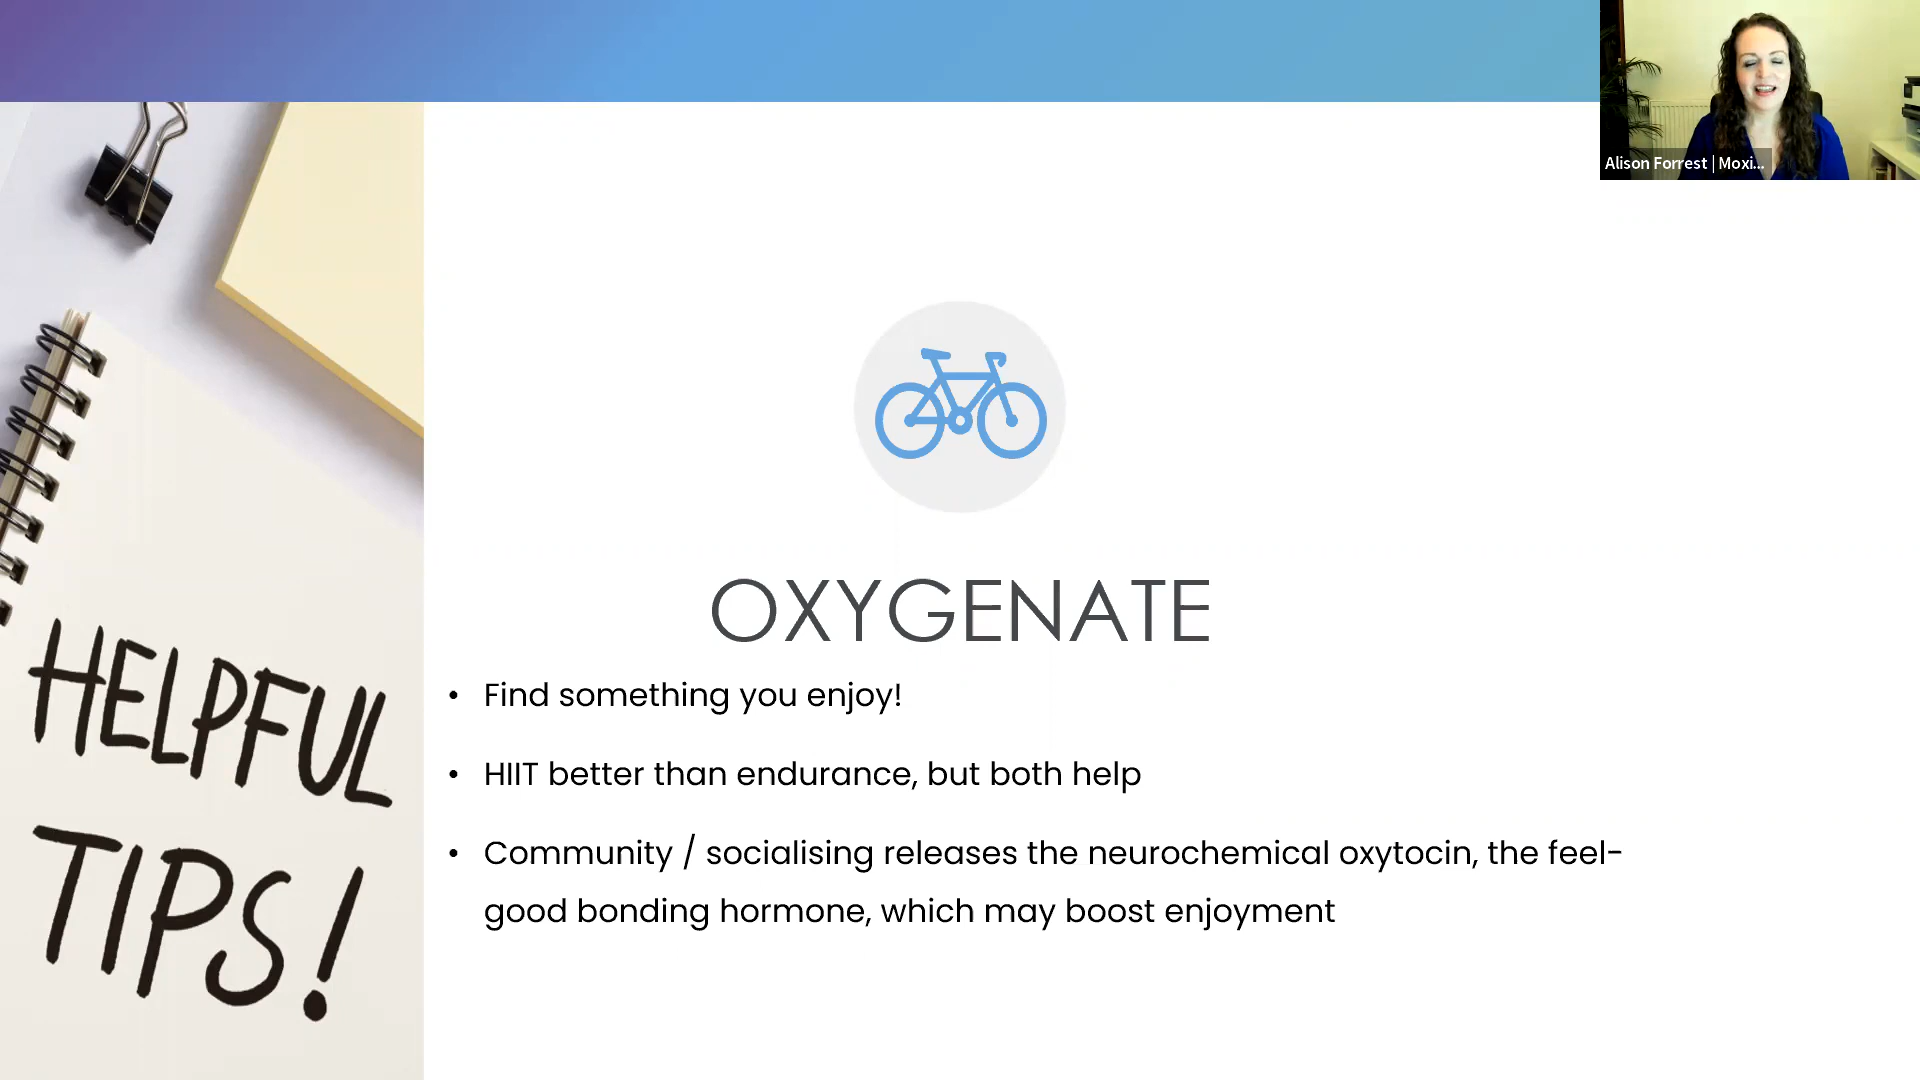 Alison Forrest | Moxi...
HELPFUL
TIPS!
OXYGENATE
• Find something you enjoy!
• HIIT better than endurance, but both help
• Community / socialising releases the neurochemical oxytocin, the feel-
good bonding hormone, which may boost enjoyment